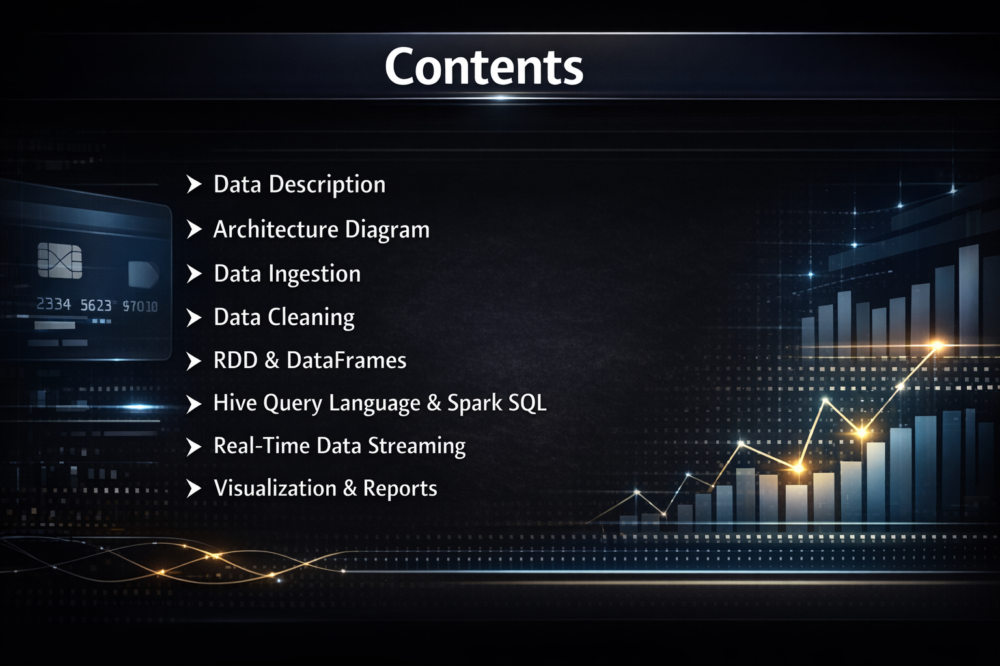 Contents
Data Description
Architecture Diagram
Data Ingestion
Data Cleaning
RDD & DataFrames
Hive Query Language & Spark SQL
Real-Time Data Streaming
Visualization & Reports
2334 5623 $7010